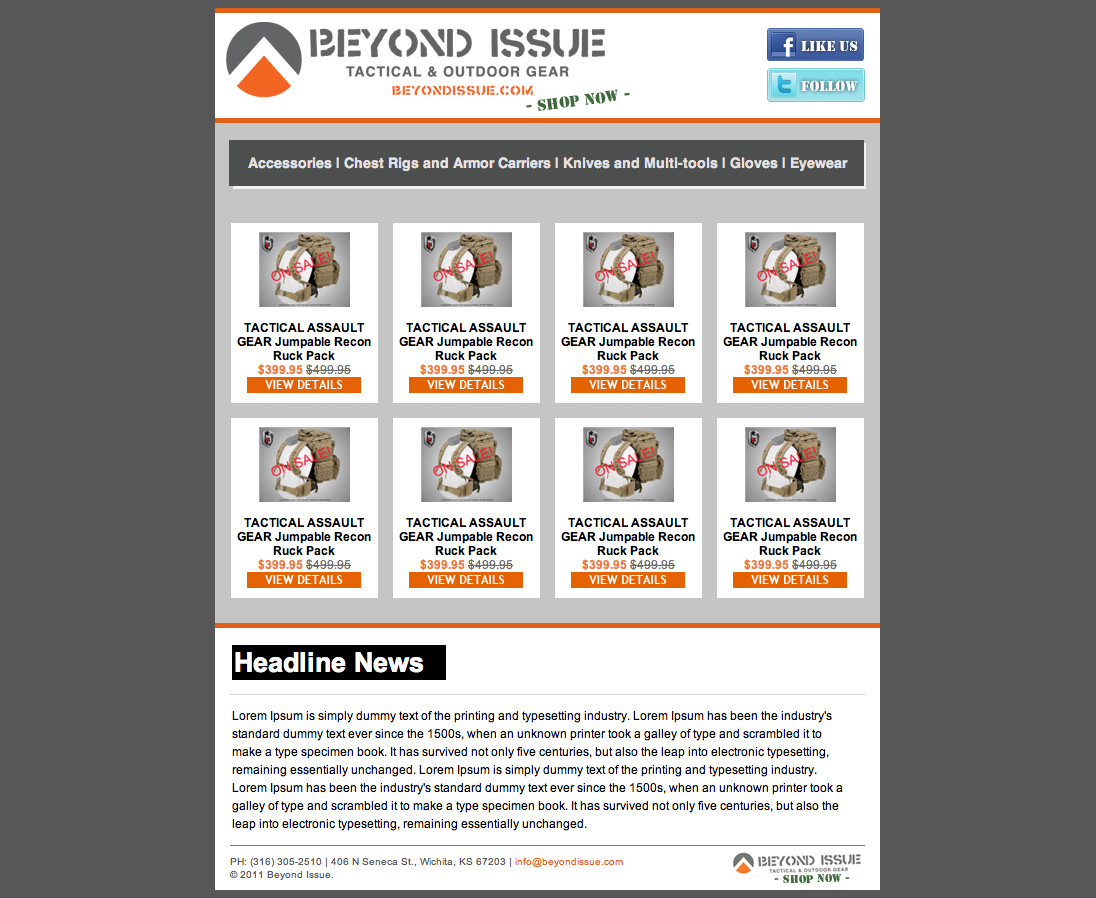 BEYOND ISSUE
TACTICAL & OUTDOOR GEAR
BEYONDISSUE.COM
- SHOP NOW -
f LIKE US
t FOLLOW
Accessories | Chest Rigs and Armor Carriers | Knives and Multi-tools | Gloves | Eyewear
ON SALE!
TACTICAL ASSAULT
GEAR Jumpable Recon
Ruck Pack
$399.95 $499.95
VIEW DETAILS
ON SALE!
TACTICAL ASSAULT
GEAR Jumpable Recon
Ruck Pack
$399.95 $499.95
VIEW DETAILS
ON SALE!
TACTICAL ASSAULT
GEAR Jumpable Recon
Ruck Pack
$399.95 $499.95
VIEW DETAILS
ON SALE!
TACTICAL ASSAULT
GEAR Jumpable Recon
Ruck Pack
$399.95 $499.95
VIEW DETAILS
ON SALE!
TACTICAL ASSAULT
GEAR Jumpable Recon
Ruck Pack
$399.95 $499.95
VIEW DETAILS
ON SALE!
TACTICAL ASSAULT
GEAR Jumpable Recon
Ruck Pack
$399.95 $499.95
VIEW DETAILS
ON SALE!
TACTICAL ASSAULT
GEAR Jumpable Recon
Ruck Pack
$399.95 $499.95
VIEW DETAILS
ON SALE!
TACTICAL ASSAULT
GEAR Jumpable Recon
Ruck Pack
$399.95 $499.95
VIEW DETAILS
Headline News
Lorem Ipsum is simply dummy text of the printing and typesetting industry. Lorem Ipsum has been the industry's
standard dummy text ever since the 1500s, when an unknown printer took a galley of type and scrambled it to
make a type specimen book. It has survived not only five centuries, but also the leap into electronic typesetting,
remaining essentially unchanged. Lorem Ipsum is simply dummy text of the printing and typesetting industry.
Lorem Ipsum has been the industry's standard dummy text ever since the 1500s, when an unknown printer took a
galley of type and scrambled it to make a type specimen book. It has survived not only five centuries, but also the
leap into electronic typesetting, remaining essentially unchanged.
PH: (316) 305-2510 | 406 N Seneca St., Wichita, KS 67203 | info@beyondissue.com
© 2011 Beyond Issue.
BEYOND ISSUE
TACTICAL & OUTDOOR GEAR
- SHOP NOW -